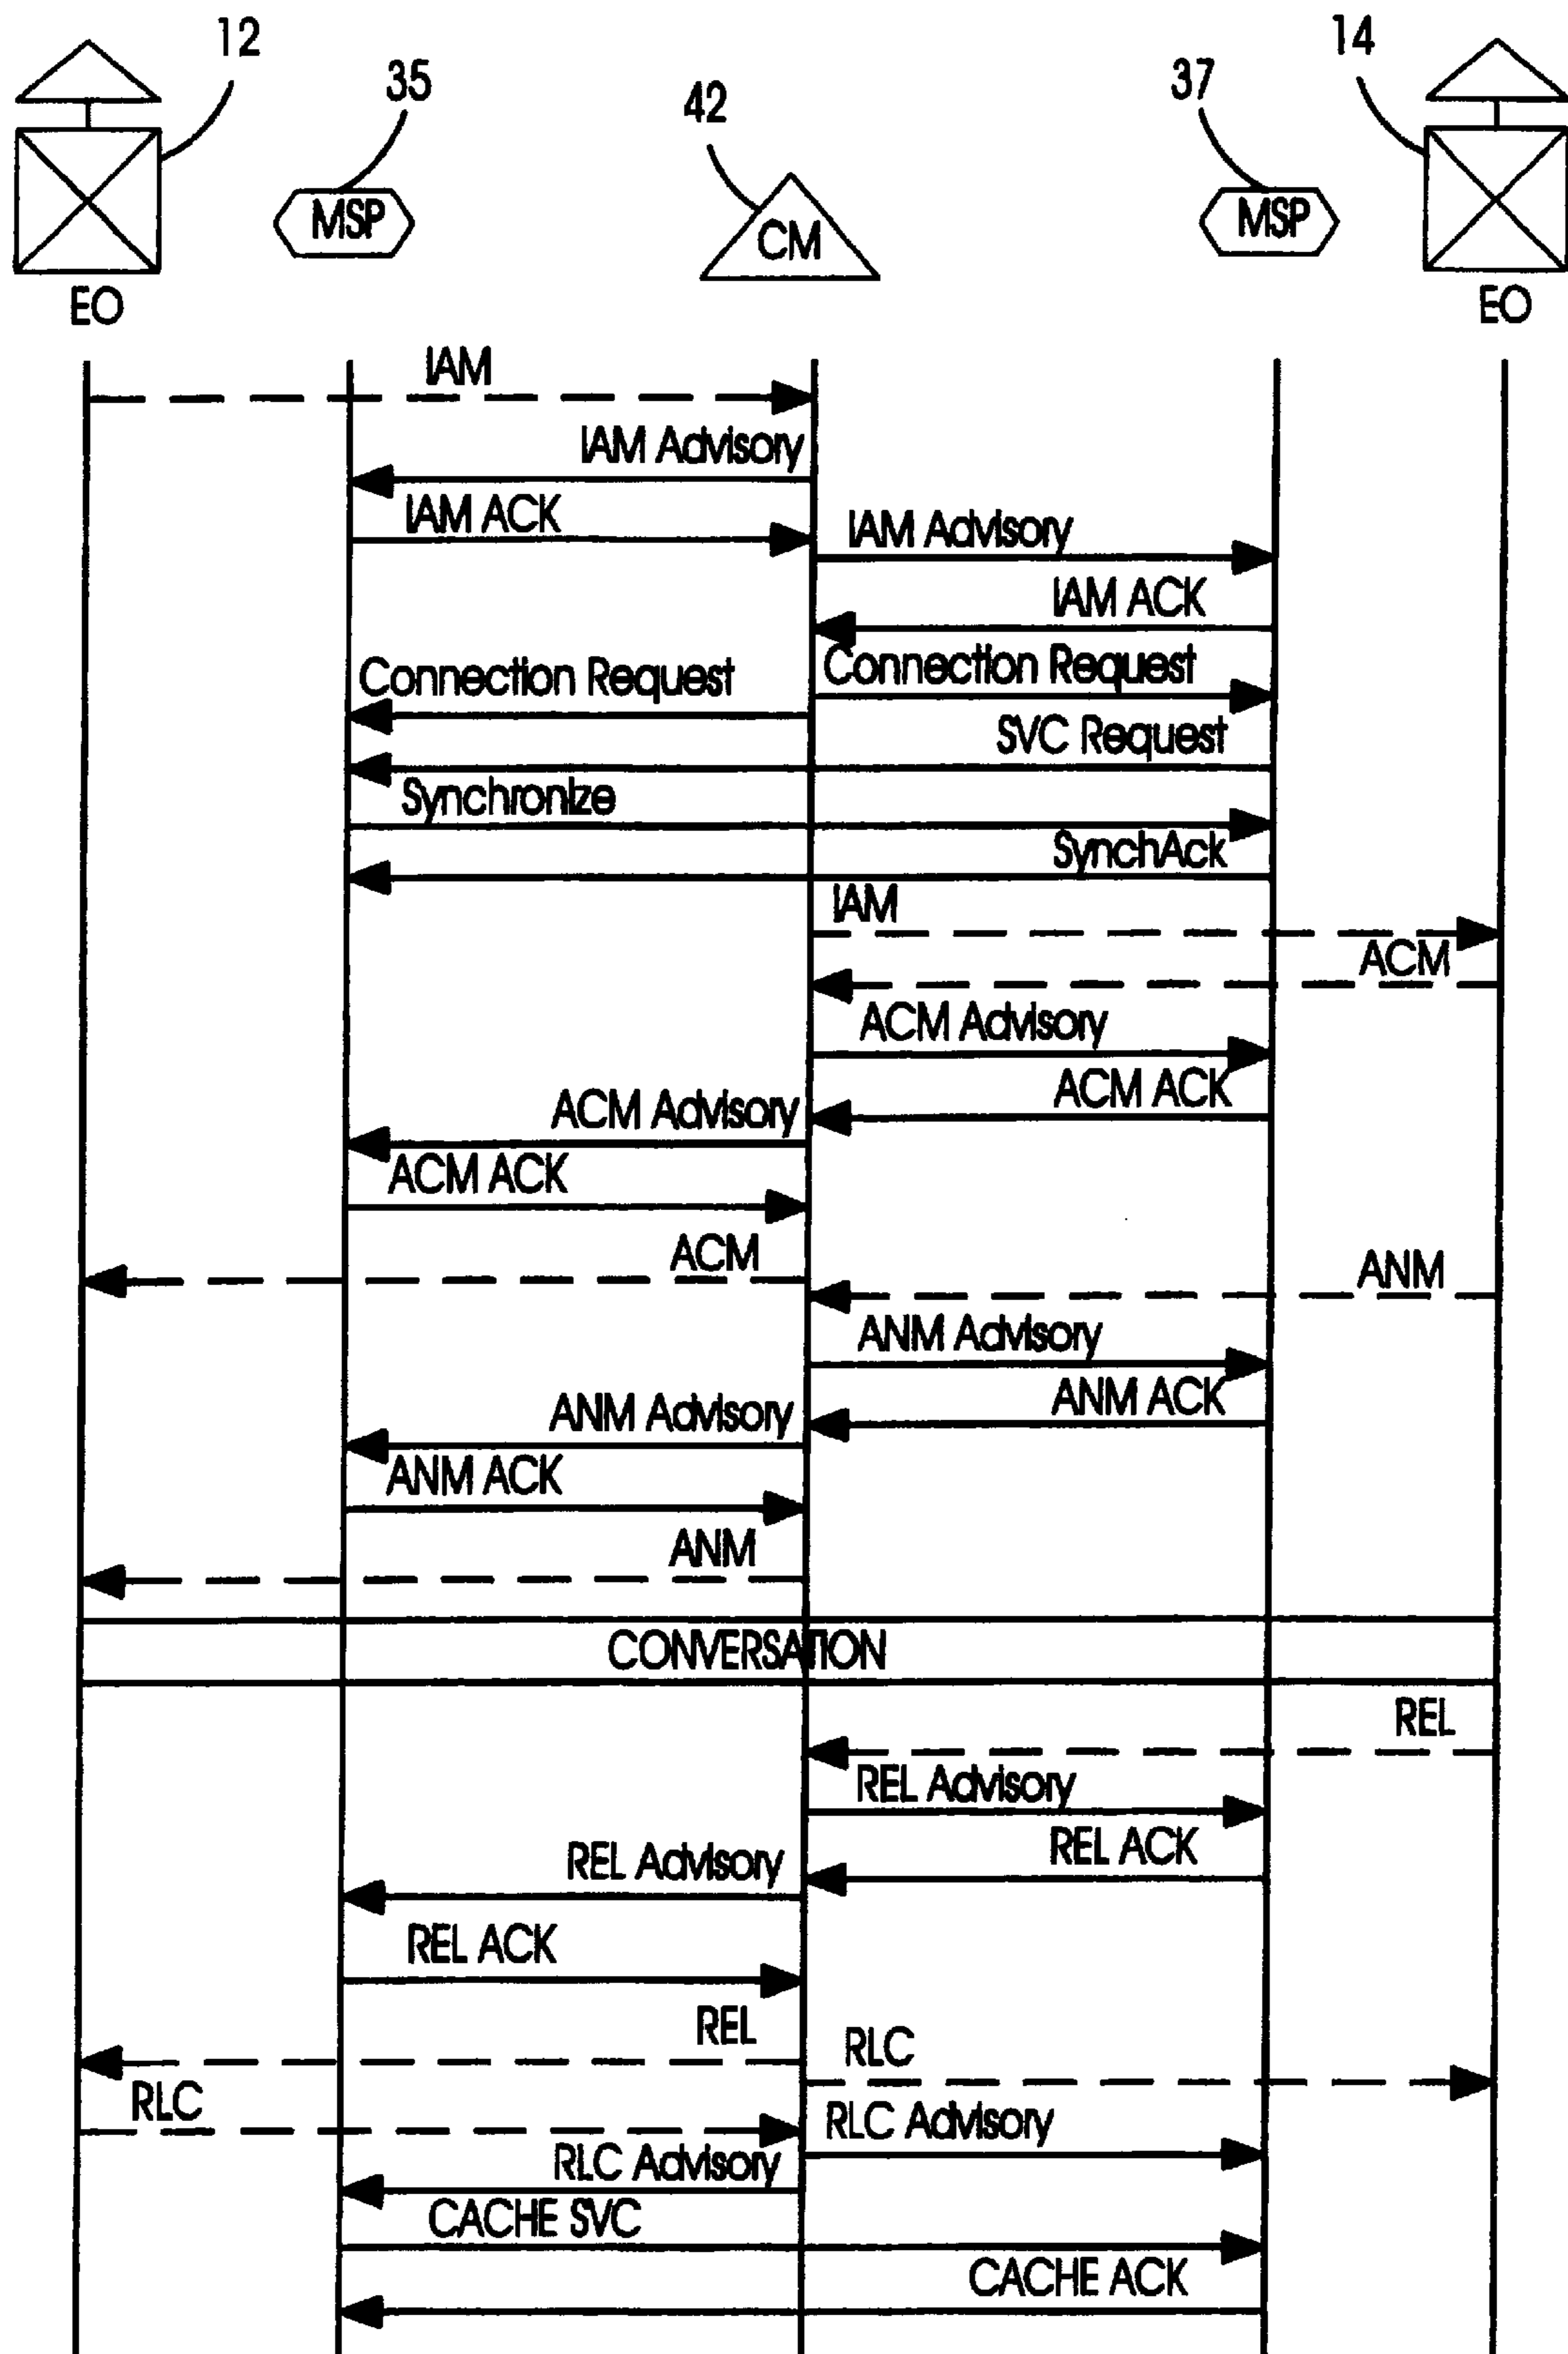 12
14
35
37
42
MSP
CM
MSP
EO
EO
IAM
IAM Advisory
IAM ACK
IAM Advisory
IAM ACK
Connection Request
Connection Request
SVC Request
Synchronize
SynchAck
IAM
ACM
ACM Advisory
ACM ACK
ACM Advisory
ACM ACK
ACM
ANM
ANM Advisory
ANM ACK
ANM Advisory
ANM ACK
ANM
CONVERSATION
REL
REL Advisory
REL ACK
REL Advisory
REL ACK
REL
RLC
RLC
RLC Advisory
RLC Advisory
CACHE SVC
CACHE ACK